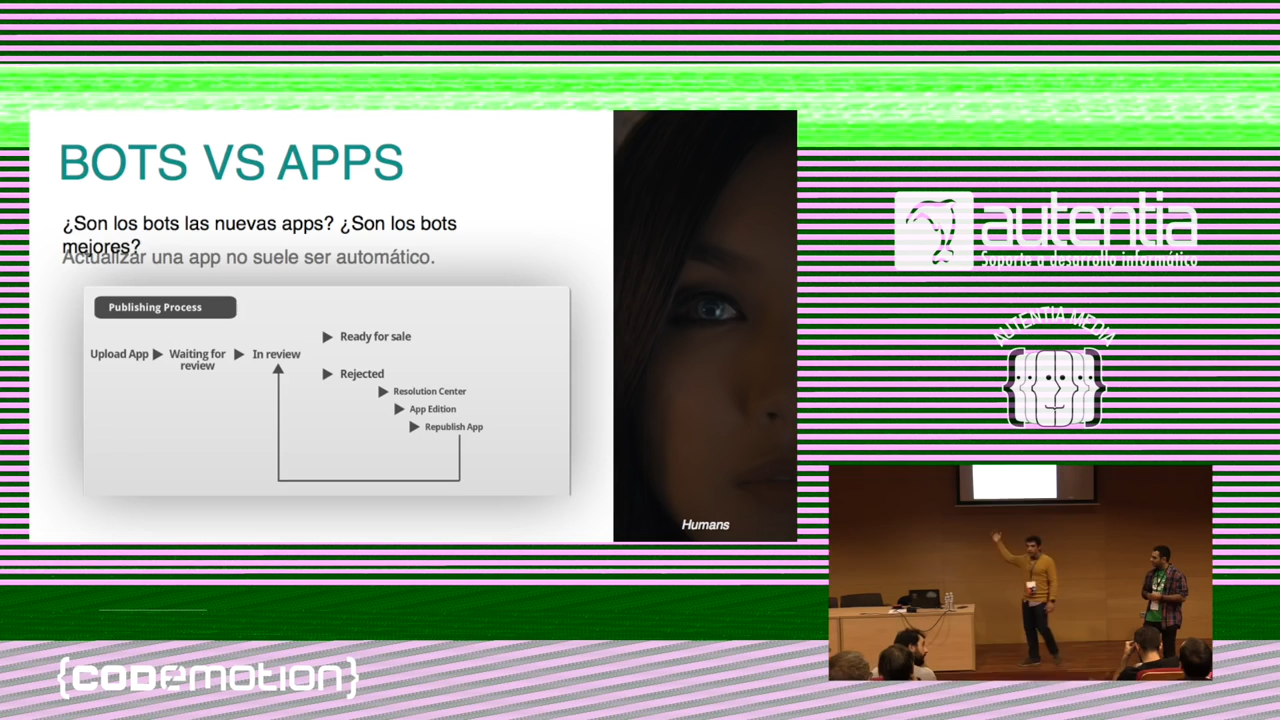 BOTS VS APPS
¿Son los bots las nuevas apps? ¿Son los bots
mejores?
Actualizar una app no suele ser automático.
Publishing Process
Upload App
Waiting for
review
In review
Ready for sale
Rejected
Resolution Center
App Edition
Republish App
Humans
autentia
Soporte a desarrollo informático
AUTENTIA MEDIA
{CODEMOTION}